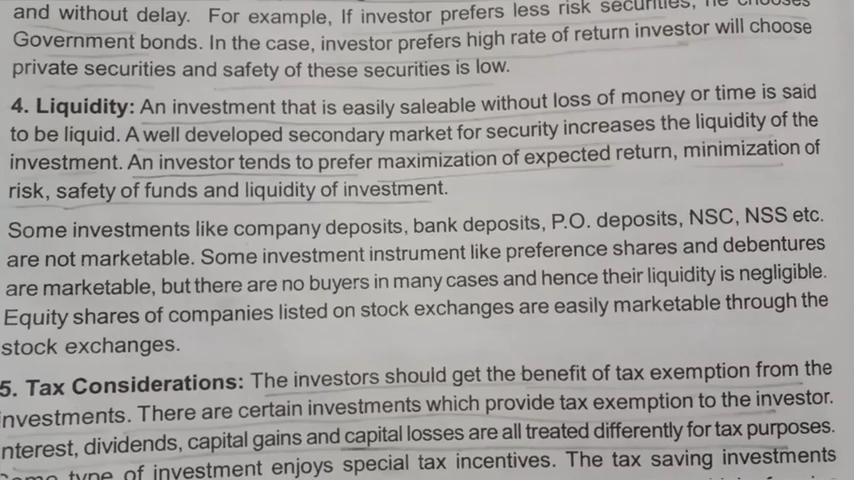 and without delay. For example, If investor prefers less risk securities, he chooses
Government bonds. In the case, investor prefers high rate of return investor will choose
private securities and safety of these securities is low.
4. Liquidity: An investment that is easily saleable without loss of money or time is said
to be liquid. A well developed secondary market for security increases the liquidity of the
investment. An investor tends to prefer maximization of expected return, minimization of
risk, safety of funds and liquidity of investment.
Some investments like company deposits, bank deposits, P.O. deposits, NSC, NSS etc.
are not marketable. Some investment instrument like preference shares and debentures
are marketable, but there are no buyers in many cases and hence their liquidity is negligible.
Equity shares of companies listed on stock exchanges are easily marketable through the
stock exchanges.
5. Tax Considerations: The investors should get the benefit of tax exemption from the
investments. There are certain investments which provide tax exemption to the investor.
nterest, dividends, capital gains and capital losses are all treated differently for tax purposes.
type of investment enjoys special tax incentives. The tax saving investments